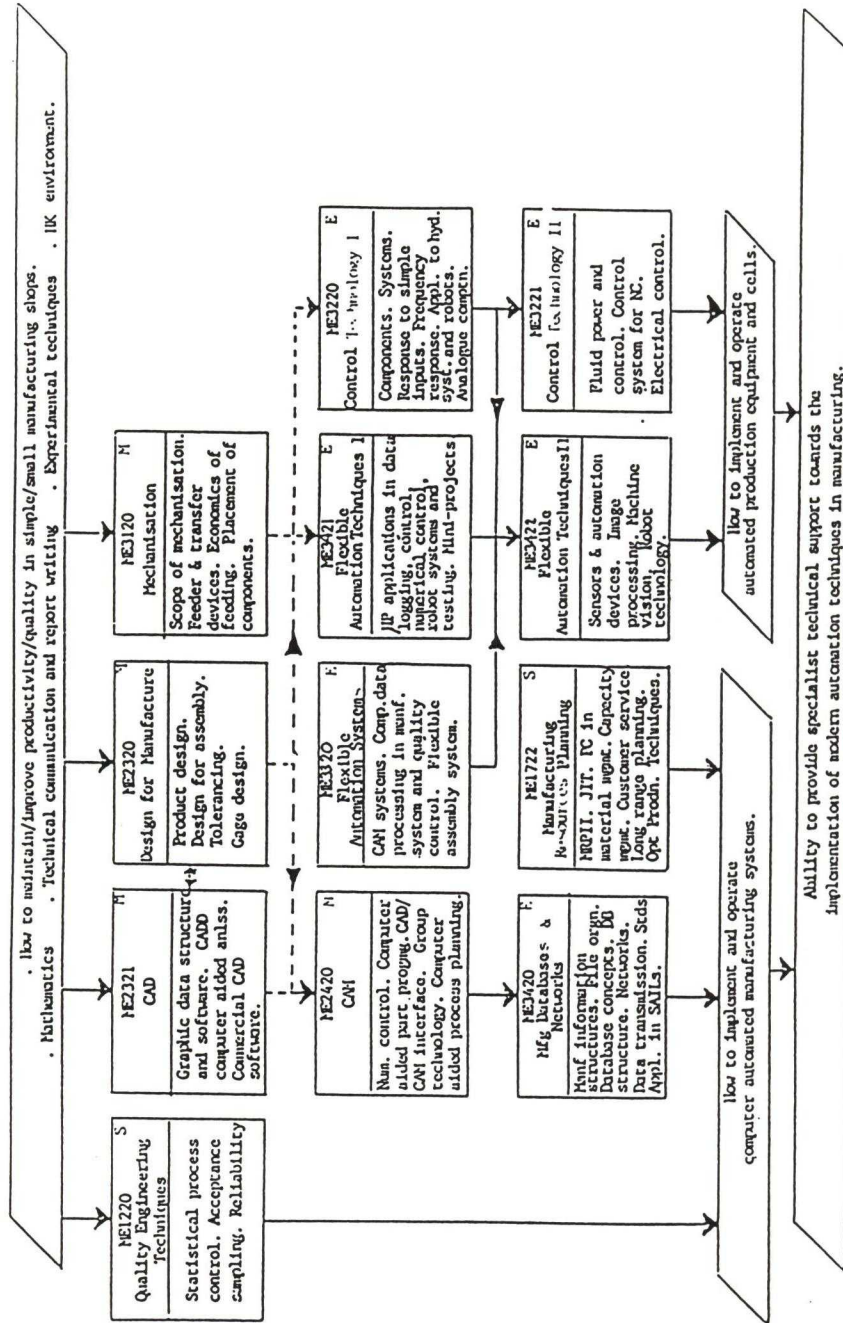 . How to maintain/improve productivity/quality in simple/small manufacturing shops.
. Mathematics . Technical communication and report writing . Experimental techniques . HK environment.
ME1220 S
Quality Engineering
Techniques
Statistical process
control. Acceptance
sampling. Reliability
ME2321 M
CAD
Graphic data structure
and software. CADD
computer aided anlss.
Commercial CAD
software.
ME2320 M
Design for Manufacture
Product design.
Design for assembly.
Tolerancing.
Gage design.
ME3120 M
Mechanisation
Scope of mechanisation.
Feeder & transfer
devices. Economics of
feeding. Placement of
components.
ME2420 M
CAM
Num. control. Computer
aided part progmg. CAD/
CAM interface. Group
technology. Computer
aided process planning.
ME3320 E
Flexible
Automation Systems
CAM systems. Comp.data
processing in manf.
system and quality
control. Flexible
assembly system.
ME3421 E
Flexible
Automation Techniques I
μP applications in data
logging, control,
numerical control,
robot systems and
testing. Mini-projects
ME3220 E
Control Technology I
Components. Systems.
Response to simple
inputs. Frequency
response. Appl. to hyd.
syst. and robots.
Analogue comptn.
ME3420 E
Mfg Databases &
Networks
Manf information
structures. File orgn.
Database concepts. DB
structure. Networks.
Data transmission. Stds
Appl. in SAILs.
ME1722 S
Manufacturing
Resources Planning
MRPII. JIT. PC in
material mgmt. Capacity
mgmt. Customer service
Long range planning.
Opt Prodn. Techniques.
ME3422 E
Flexible
Automation TechniquesII
Sensors & automation
devices. Image
processing. Machine
vision. Robot
technology.
ME3221 E
Control Technology II
Fluid power and
control. Control
system for NC.
Electrical control.
How to implement and operate
computer automated manufacturing systems.
How to implement and operate
automated production equipment and cells.
Ability to provide specialist technical support towards the
implementation of modern automation techniques in manufacturing.